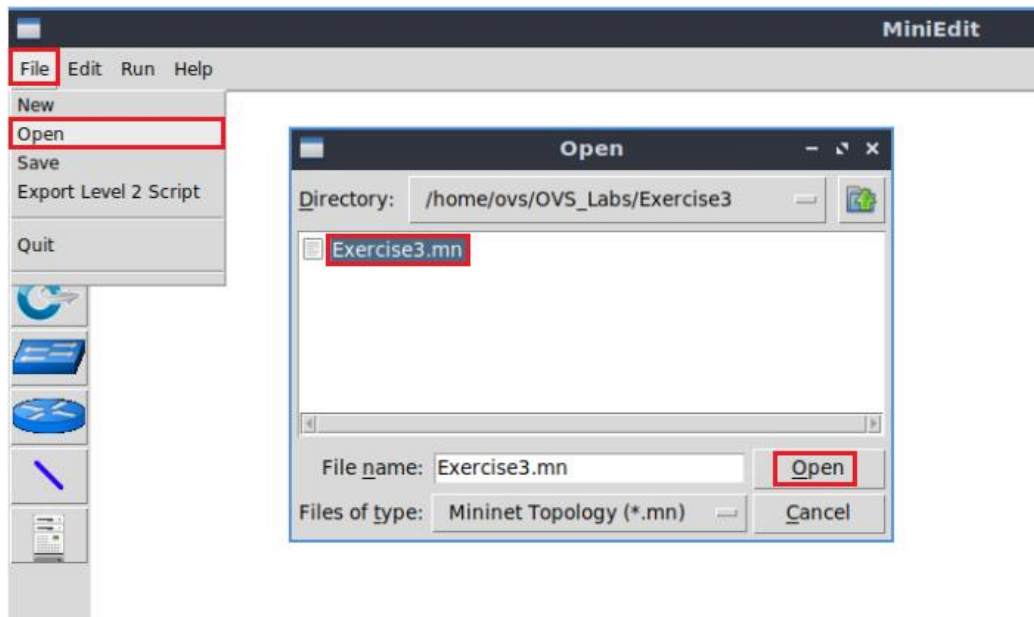 MiniEdit
File Edit Run Help
New
Open
Save
Export Level 2 Script
Quit
Open
Directory: /home/ovs/OVS_Labs/Exercise3
Exercise3.mn
File name: Exercise3.mn Open
Files of type: Mininet Topology (*.mn) Cancel